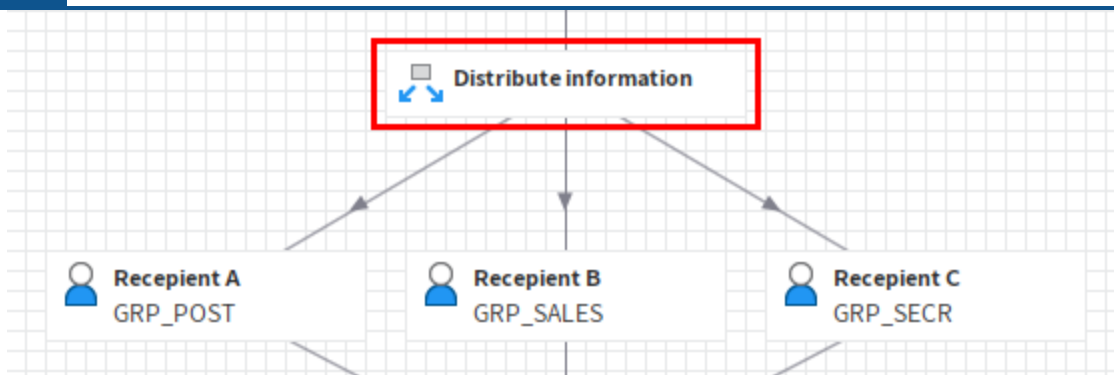 Distribute information
Recepient A
GRP_POST
Recepient B
GRP_SALES
Recepient C
GRP_SECR